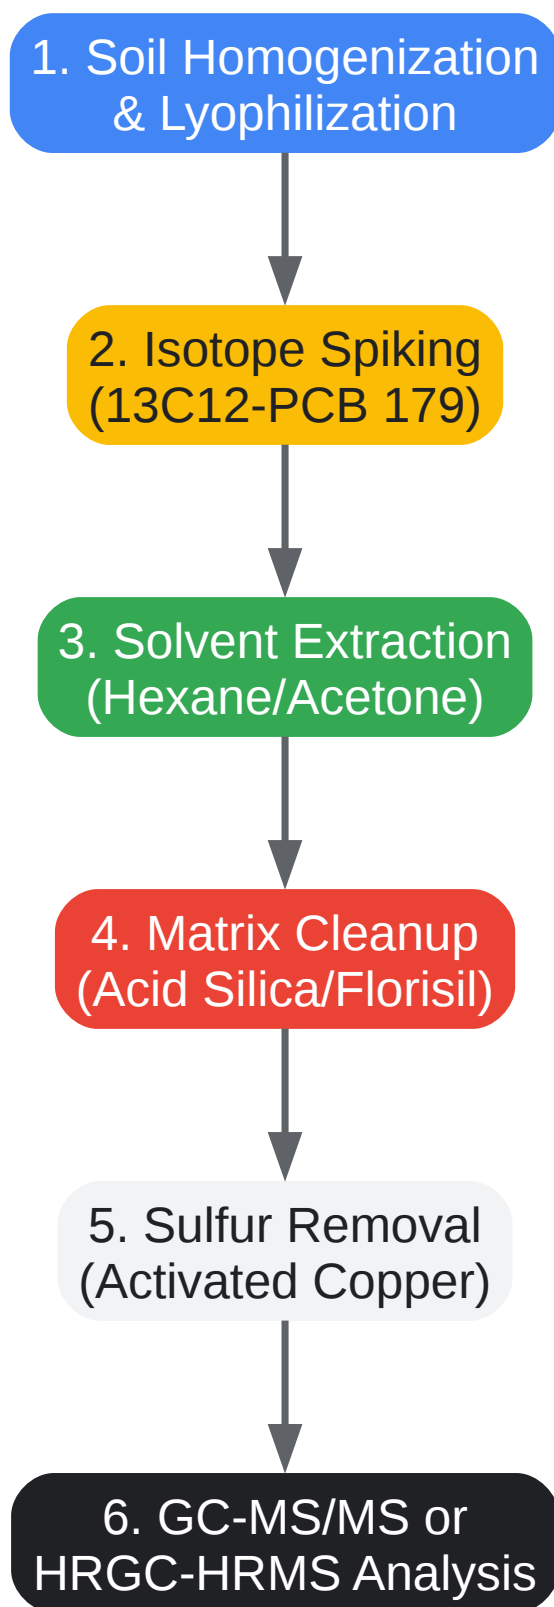 1. Soil Homogenization
& Lyophilization
2. Isotope Spiking
(13C12-PCB 179)
3. Solvent Extraction
(Hexane/Acetone)
4. Matrix Cleanup
(Acid Silica/Florisil)
5. Sulfur Removal
(Activated Copper)
6. GC-MS/MS or
HRGC-HRMS Analysis